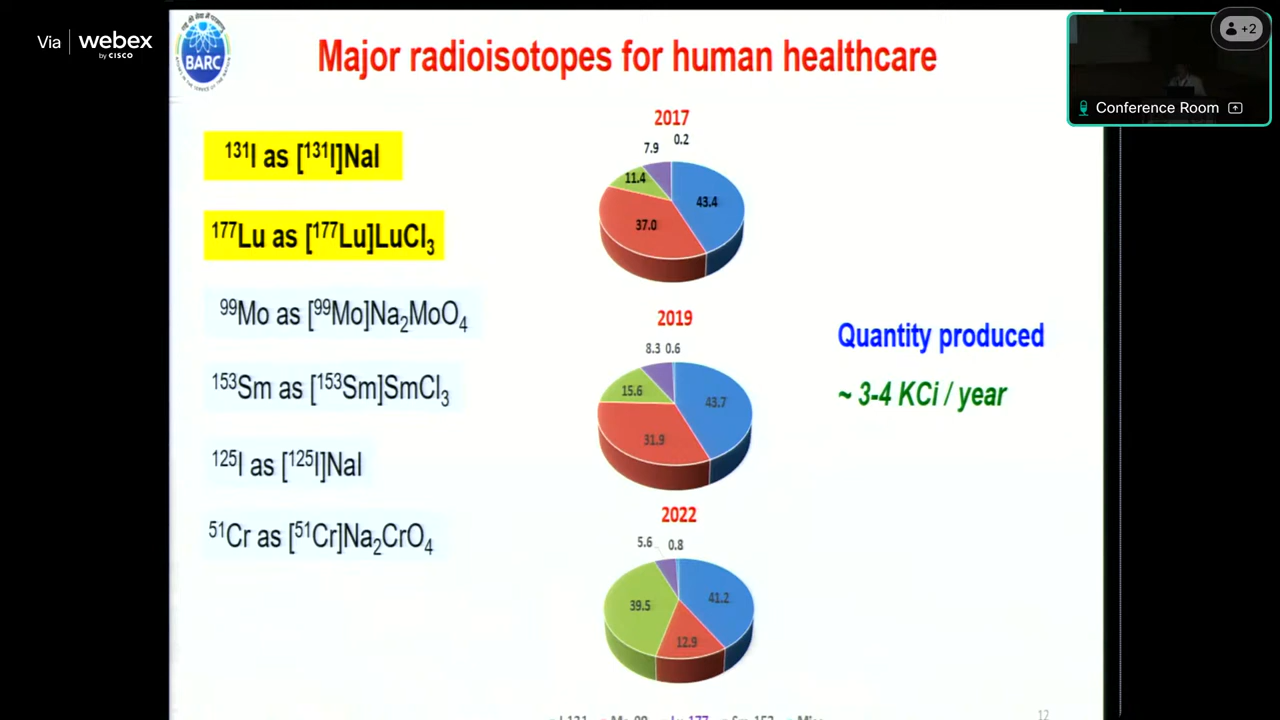 Via webex
by CISCO
BARC
Major radioisotopes for human healthcare
+2
Conference Room
¹³¹I as [¹³¹I]NaI
¹⁷⁷Lu as [¹⁷⁷Lu]LuCl₃
⁹⁹Mo as [⁹⁹Mo]Na₂MoO₄
¹⁵³Sm as [¹⁵³Sm]SmCl₃
¹²⁵I as [¹²⁵I]NaI
⁵¹Cr as [⁵¹Cr]Na₂CrO₄
2017
7.9 0.2
11.4
43.4
37.0
2019
8.3 0.6
15.6
43.7
31.9
2022
5.6 0.8
39.5
41.2
12.9
Quantity produced
~ 3-4 KCi / year
12